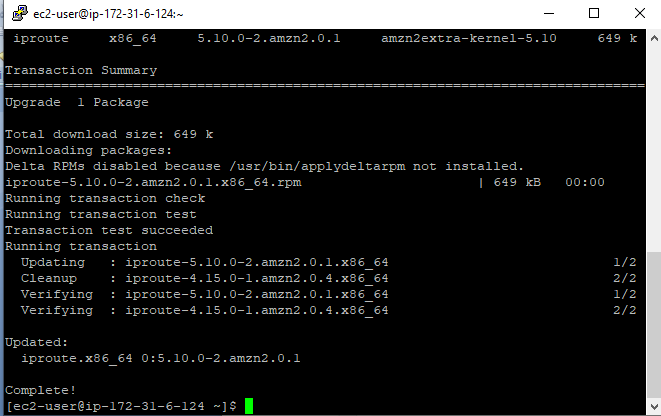 ec2-user@ip-172-31-6-124:~
iproute x86_64 5.10.0-2.amzn2.0.1 amzn2extra-kernel-5.10 649 k
Transaction Summary
================================================================================
Upgrade 1 Package
Total download size: 649 k
Downloading packages:
Delta RPMs disabled because /usr/bin/applydeltarpm not installed.
iproute-5.10.0-2.amzn2.0.1.x86_64.rpm | 649 kB 00:00
Running transaction check
Running transaction test
Transaction test succeeded
Running transaction
Updating : iproute-5.10.0-2.amzn2.0.1.x86_64 1/2
Cleanup : iproute-4.15.0-1.amzn2.0.4.x86_64 2/2
Verifying : iproute-5.10.0-2.amzn2.0.1.x86_64 1/2
Verifying : iproute-4.15.0-1.amzn2.0.4.x86_64 2/2
Updated:
iproute.x86_64 0:5.10.0-2.amzn2.0.1
Complete!
[ec2-user@ip-172-31-6-124 ~]$